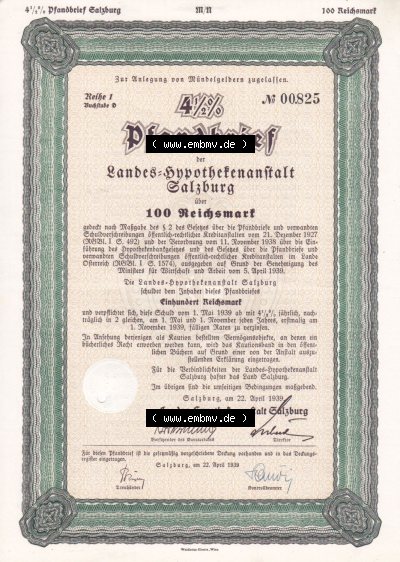 4½% Pfandbrief Salzburg M/N 100 Reichsmark
Zur Anlegung von Mündelgeldern zugelassen.
Reihe I
Buchstabe D
4½%
№ 00825
Pfandbrief
( www.embmv.de )
der
Landes-Hypothekenanstalt
Salzburg
über
100 Reichsmark
gedeckt nach Maßgabe des § 2 des Gesetzes über die Pfandbriefe und verwandten
Schuldverschreibungen öffentlich-rechtlicher Kreditanstalten vom 21. Dezember 1927
(RGBl. I S. 492) und der Verordnung vom 11. November 1938 über die Ein-
führung des Hypothekenbankgesetzes und des Gesetzes über die Pfandbriefe und
verwandten Schuldverschreibungen öffentlich-rechtlicher Kreditanstalten im Lande
Österreich (RGBl. I S. 1574), ausgegeben auf Grund der Genehmigung des
Ministers für Wirtschaft und Arbeit vom 5. April 1939.
Die Landes-Hypothekenanstalt Salzburg
schuldet dem Inhaber dieses Pfandbriefes
Einhundert Reichsmark
und verpflichtet sich, diese Schuld vom 1. Mai 1939 ab mit 4½% jährlich, nach-
träglich in 2 gleichen, am 1. Mai und 1. November jeden Jahres, erstmalig am
1. November 1939, fälligen Raten zu verzinsen.
In Ansehung derjenigen als Kaution bestellten Vermögensobjekte, an denen ein
bücherliches Recht erworben werden kann, wird das Kautionsband in den öffent-
lichen Büchern auf Grund einer von der Anstalt auszu-
stellenden Erklärung eingetragen.
Für die Verbindlichkeiten der Landes-Hypothekenanstalt
Salzburg haftet das Land Salzburg.
Im übrigen sind die umseitigen Bedingungen maßgebend.
Salzburg, am 22. April 1939
( www.embmv.de )
anstalt Salzburg
( www.embmv.de )
Vorsitzender des Kuratoriums Direktor
Für diesen Pfandbrief ist die gesetzmäßig vorgeschriebene Deckung vorhanden und in das Deckungs-
register eingetragen.
Salzburg, am 22. April 1939
Treuhänder Kontrollbeamter
( www.embmv.de )